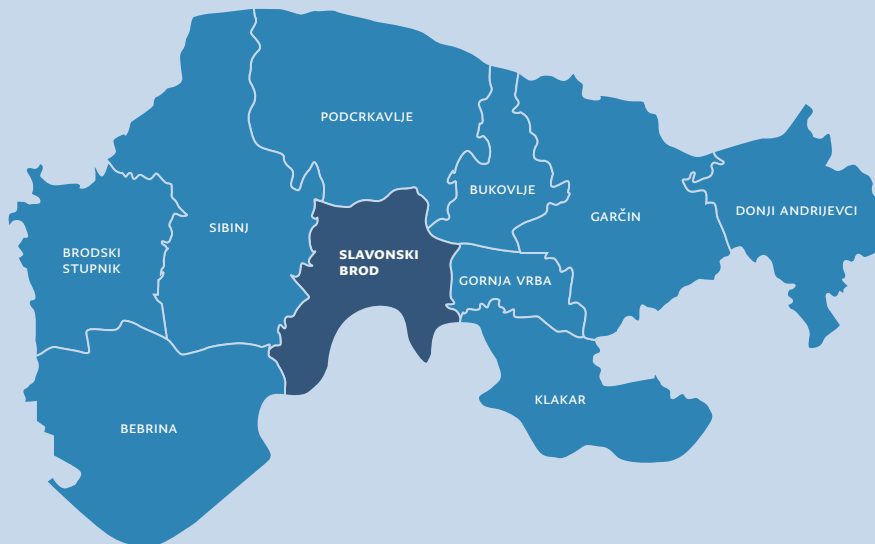 PODCRKAVLJE
BUKOVLJE
GARČIN
DONJI ANDRIJEVCI
SIBINJ
BRODSKI
STUPNIK
SLAVONSKI
BROD
GORNJA VRBA
KLAKAR
BEBRINA